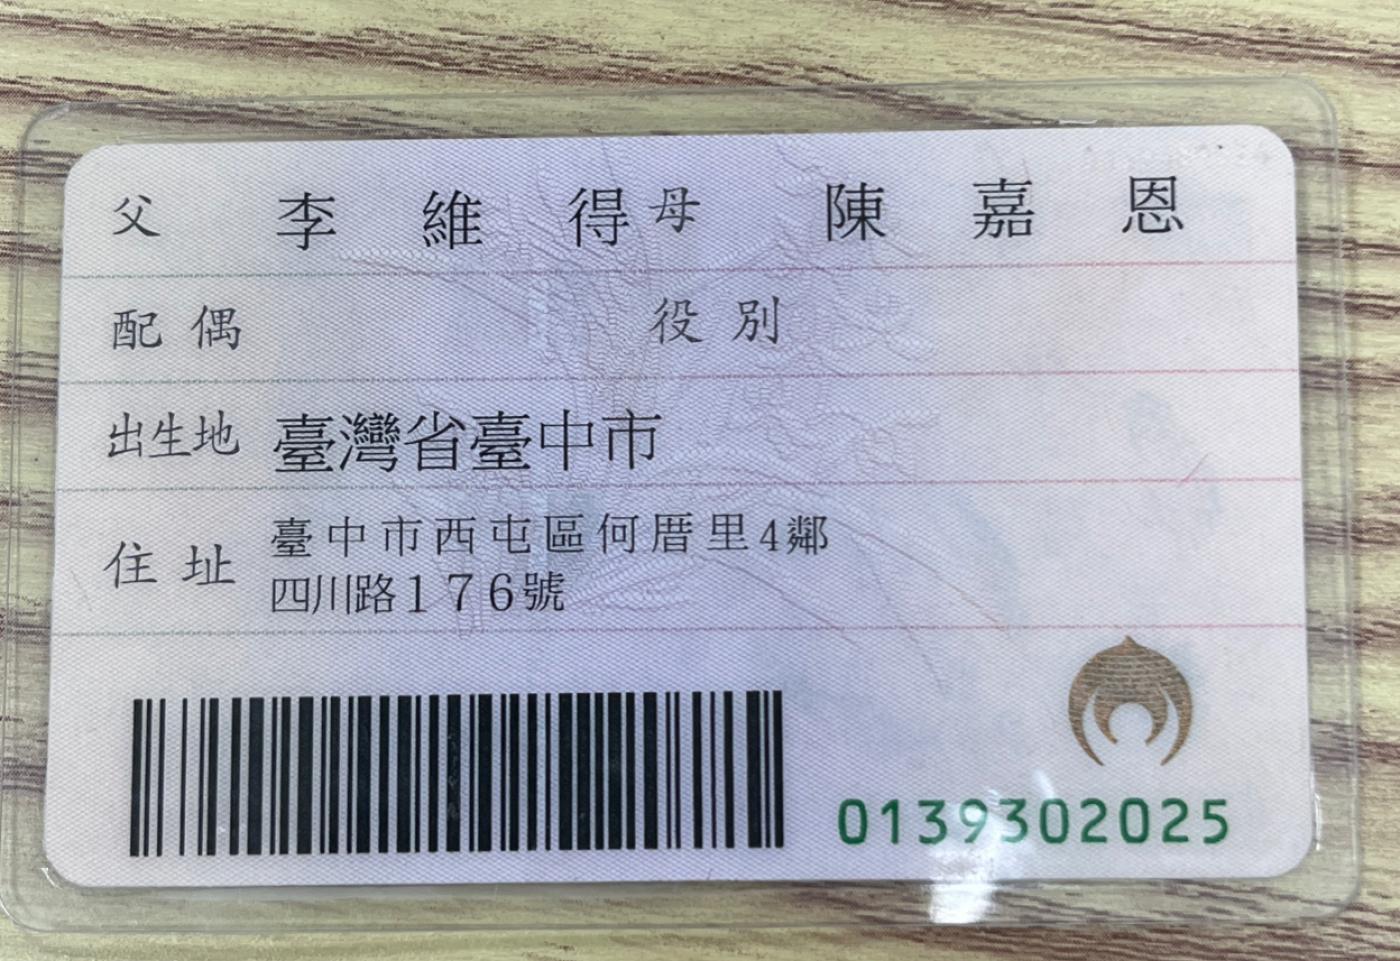 父 李維得 母 陳嘉恩
配偶 役別
出生地 臺灣省臺中市
住址 臺中市西屯區何厝里4鄰
四川路176號
0139302025